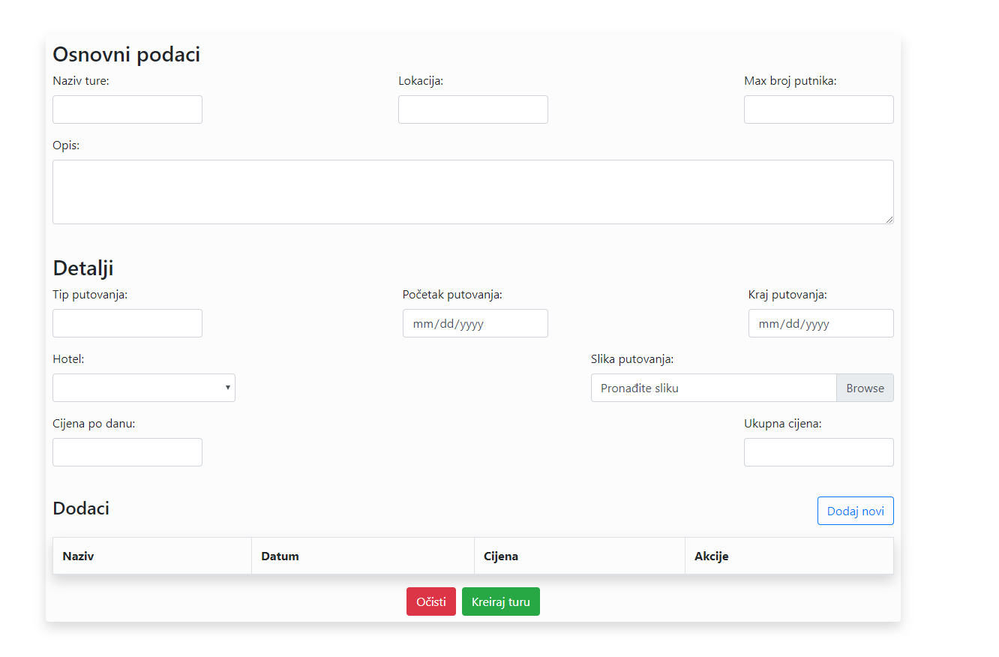 Osnovni podaci
Naziv ture: Lokacija: Max broj putnika:
Opis:
Detalji
Tip putovanja: Početak putovanja: Kraj putovanja:
mm/dd/yyyy mm/dd/yyyy
Hotel: Slika putovanja:
Pronađite sliku Browse
Cijena po danu: Ukupna cijena:
Dodaci Dodaj novi
Naziv Datum Cijena Akcije
Očisti Kreiraj turu